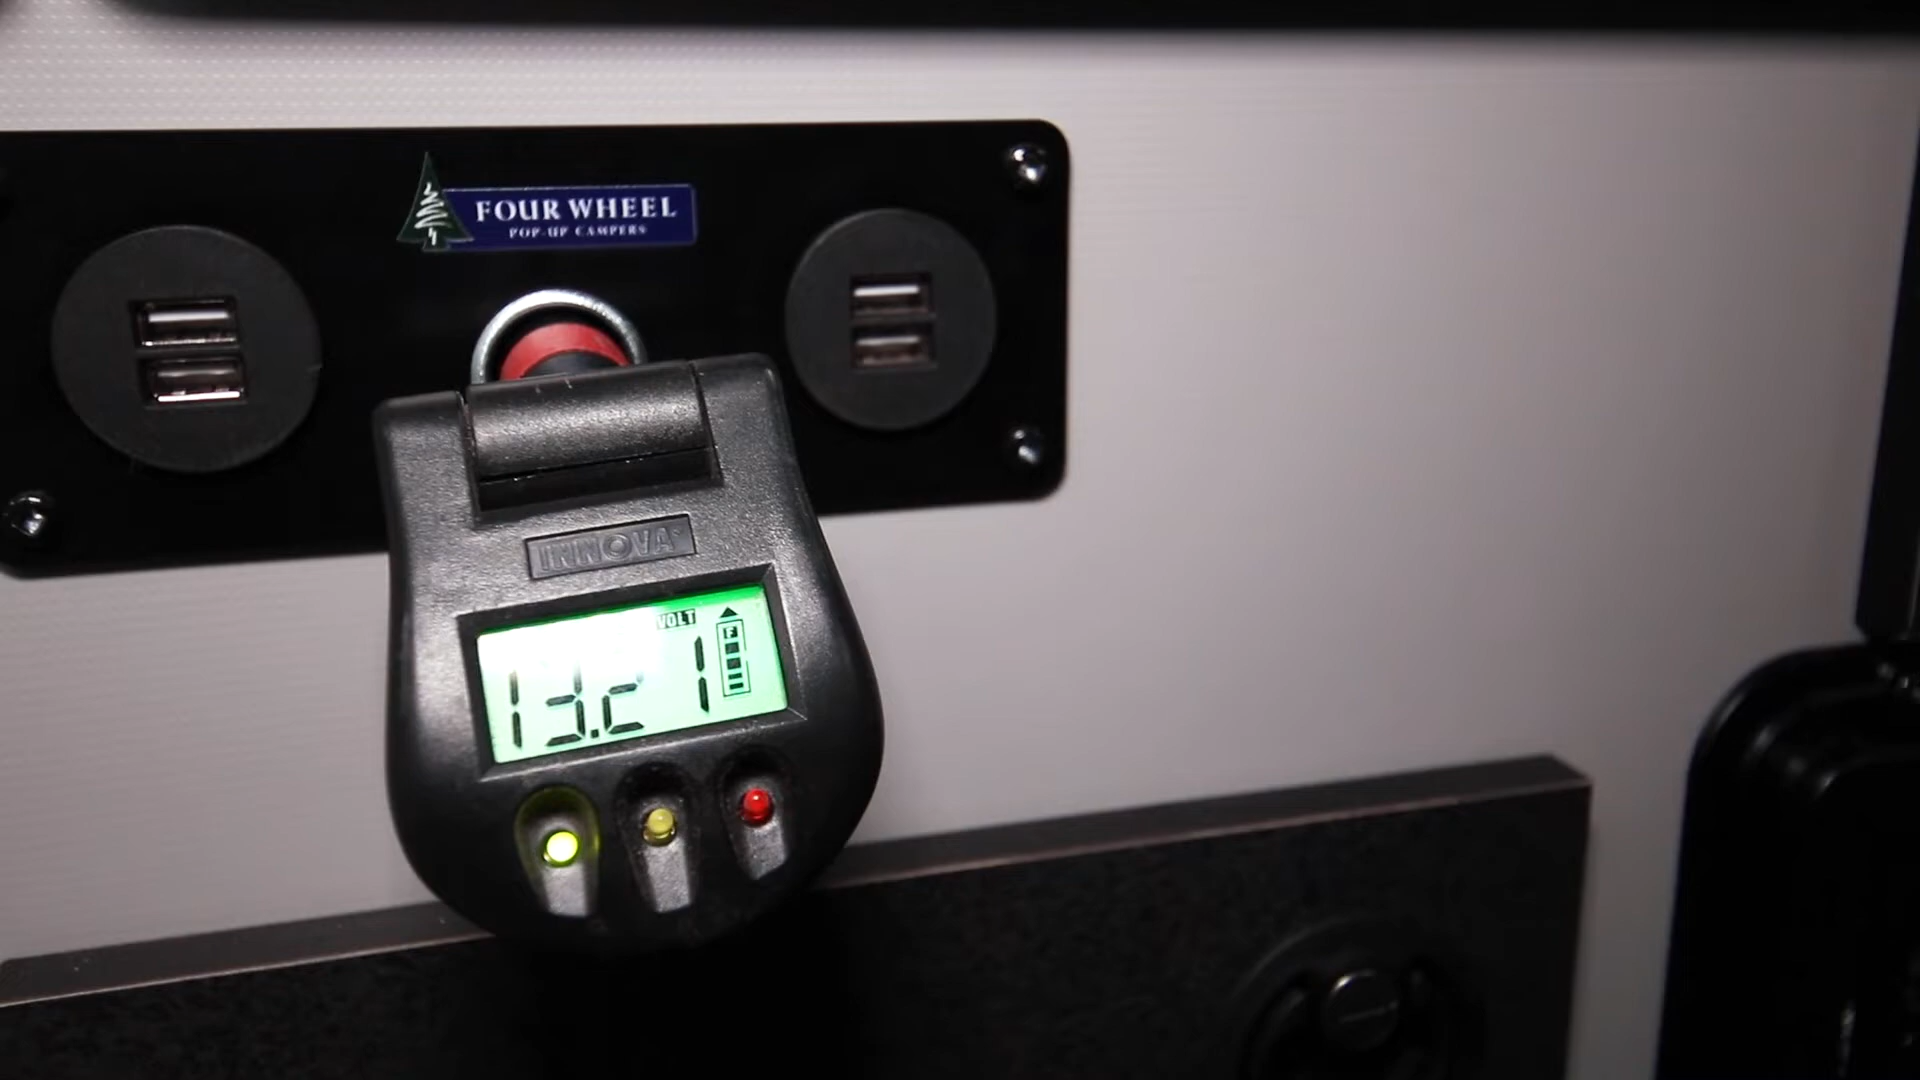 FOUR WHEEL
POP-UP CAMPERS
INNOVA
VOLT
F
13.21